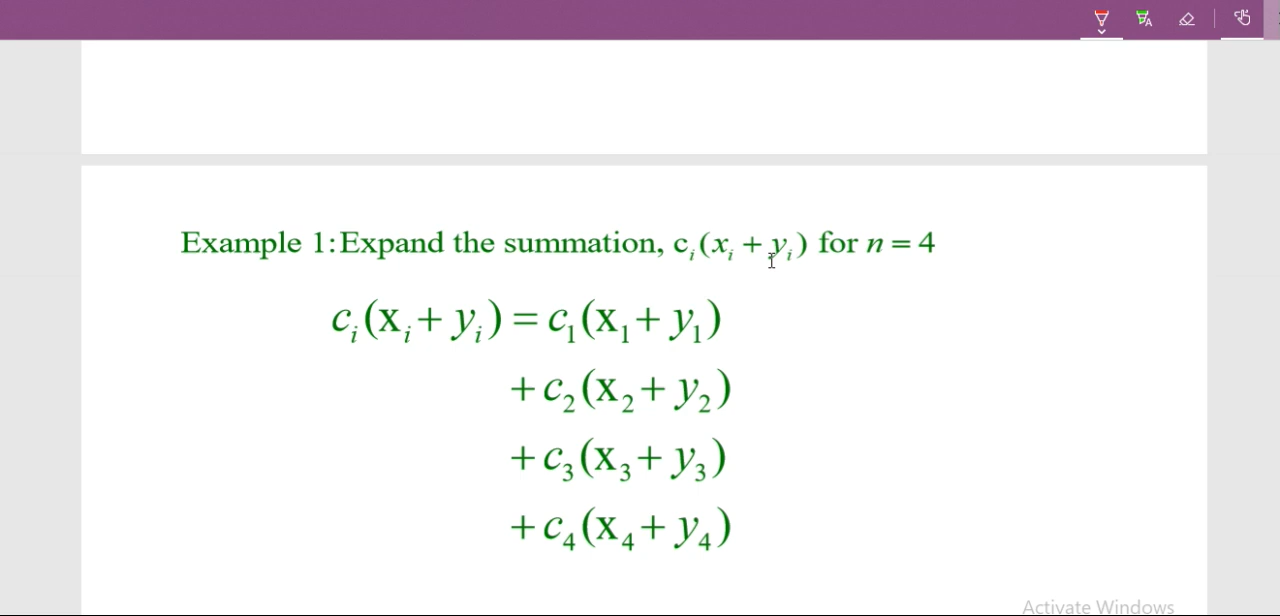 Example 1:Expand the summation, cᵢ(xᵢ + yᵢ) for n = 4
cᵢ(xᵢ + yᵢ) = c₁(x₁ + y₁)
+c₂(x₂ + y₂)
+c₃(x₃ + y₃)
+c₄(x₄ + y₄)
Activate Windows